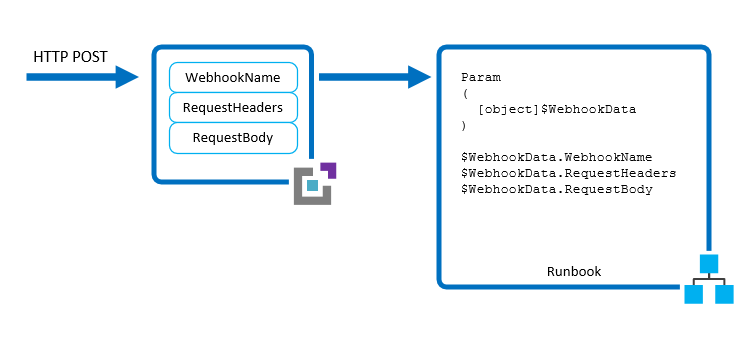 HTTP POST
WebhookName
RequestHeaders
RequestBody
Param
(
[object]$WebhookData
)
$WebhookData.WebhookName
$WebhookData.RequestHeaders
$WebhookData.RequestBody
Runbook